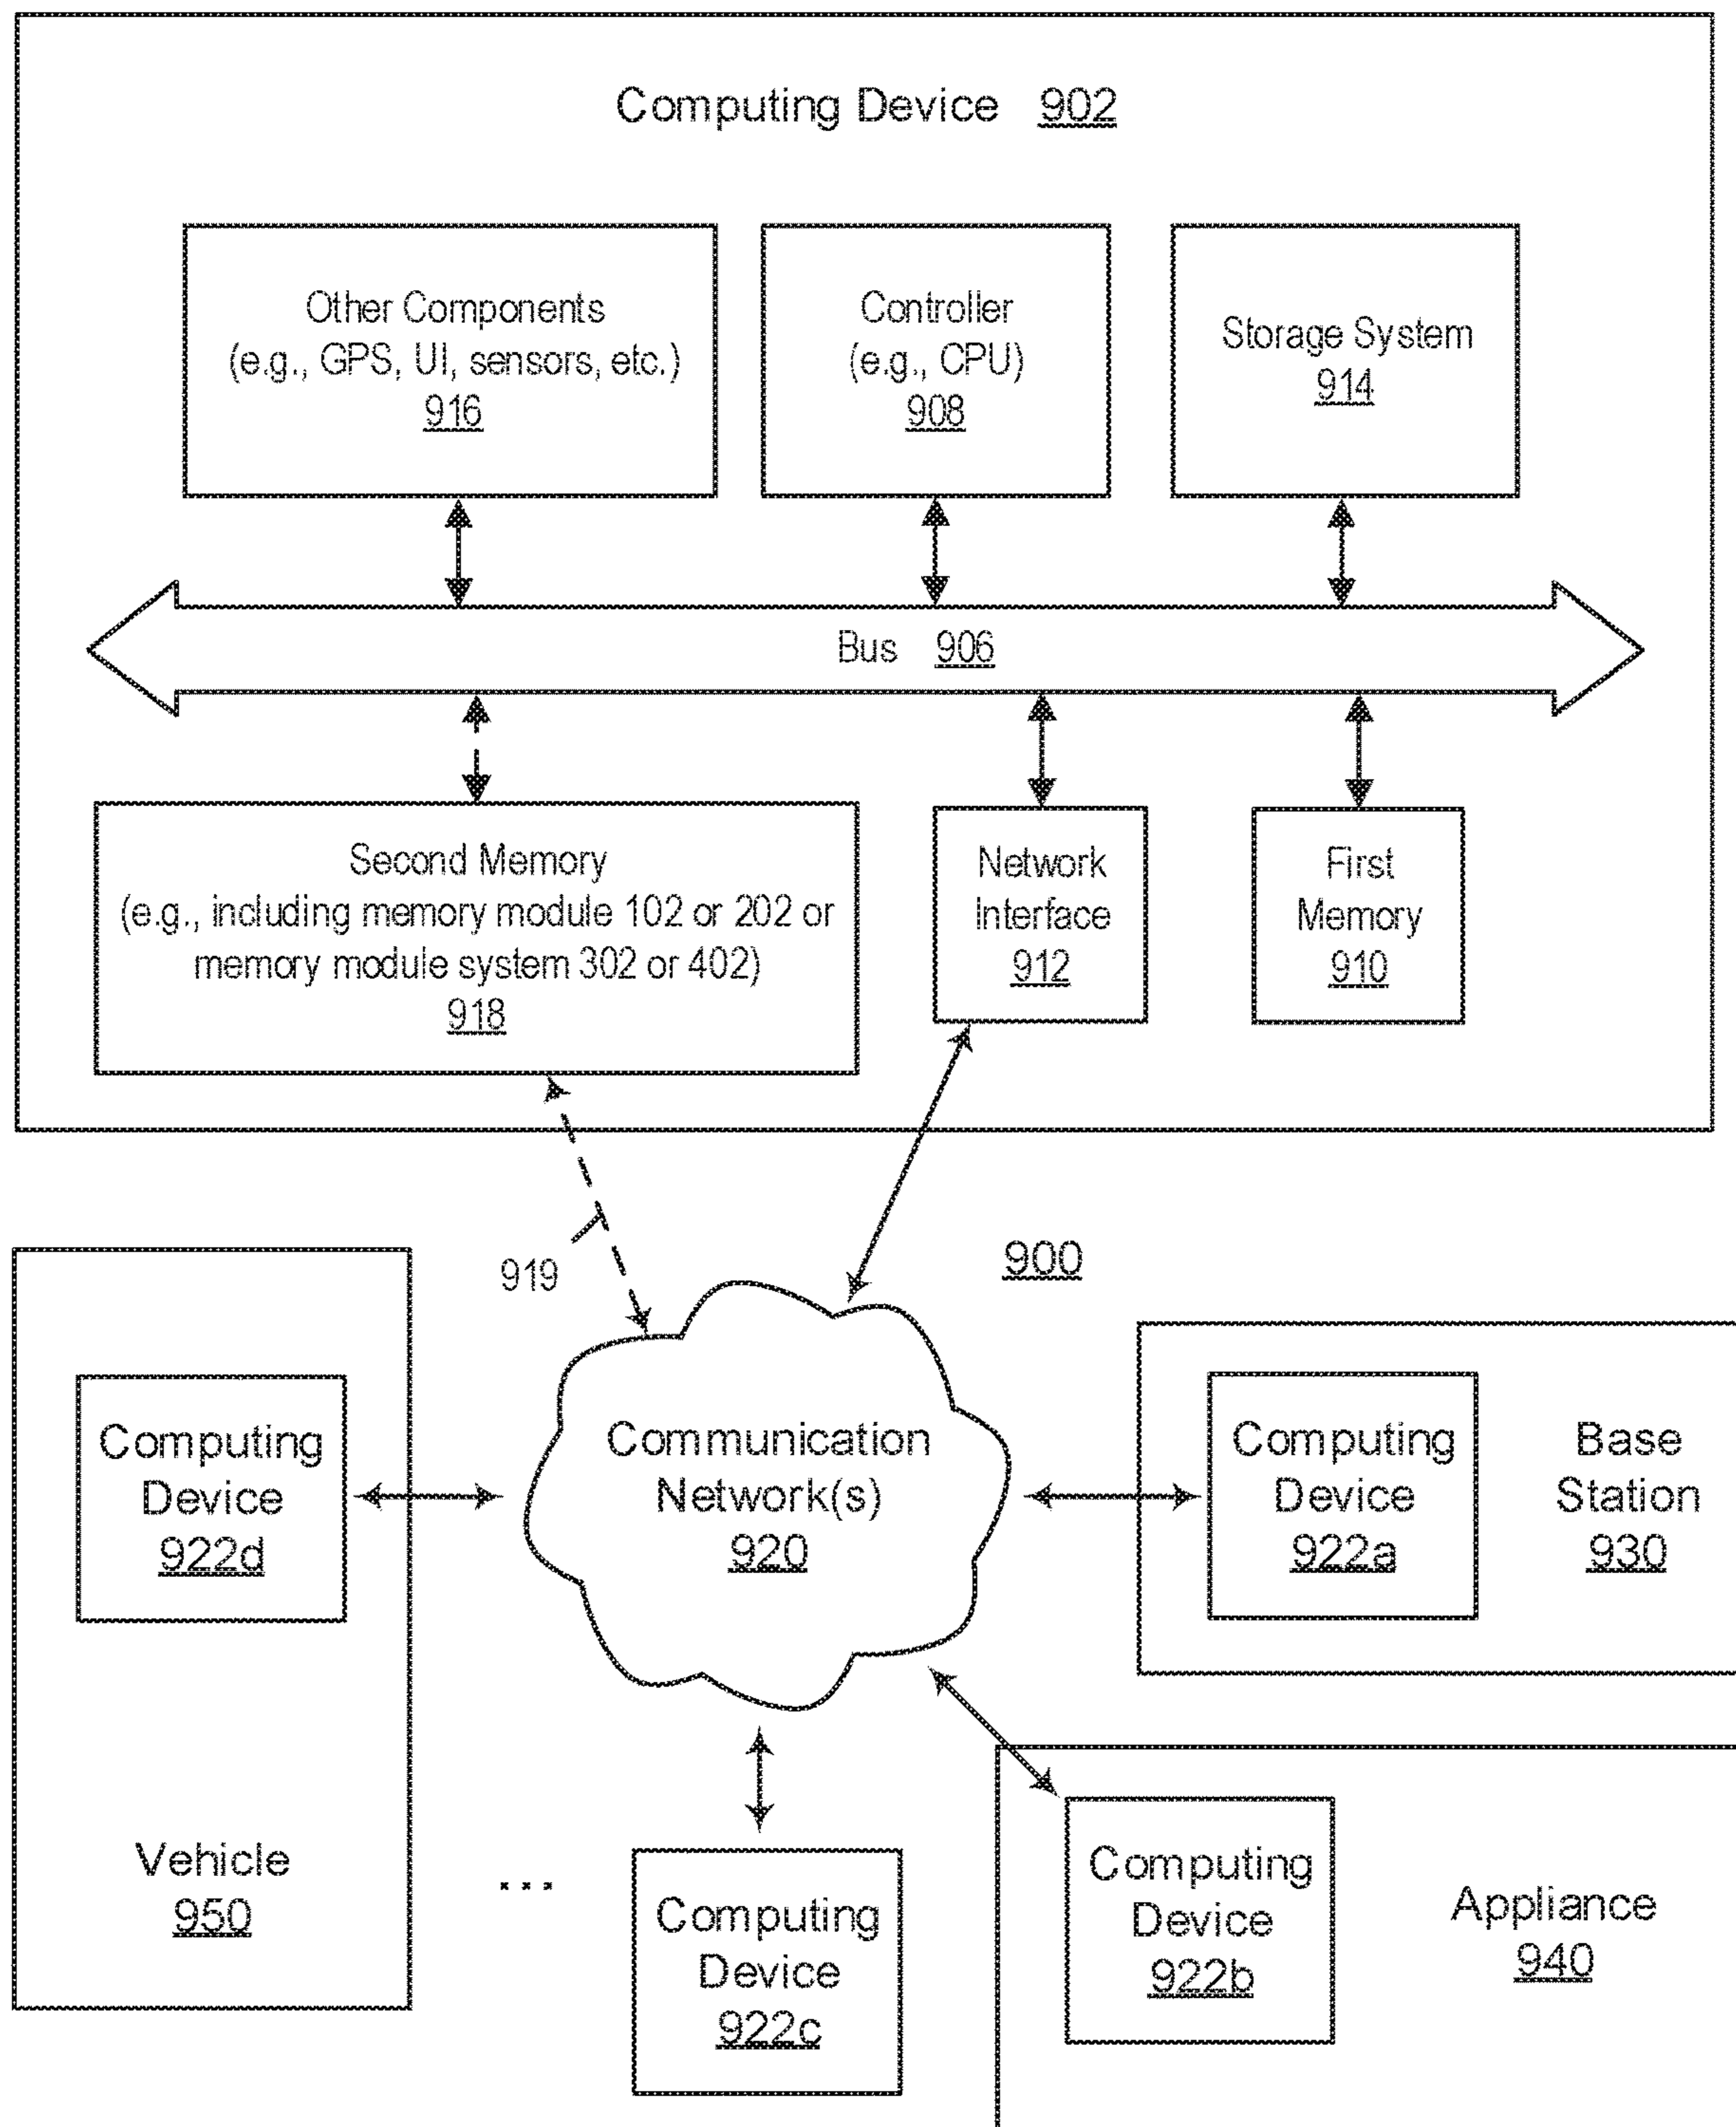 Computing Device 902
Other Components
(e.g., GPS, UI, sensors, etc.)
916
Controller
(e.g., CPU)
908
Storage System
914
Bus 906
Second Memory
(e.g., including memory module 102 or 202 or
memory module system 302 or 402)
918
Network
Interface
912
First
Memory
910
919
900
Computing
Device
922d
Vehicle
950
Communication
Network(s)
920
Computing
Device
922a
Base
Station
930
...
Computing
Device
922c
Computing
Device
922b
Appliance
940